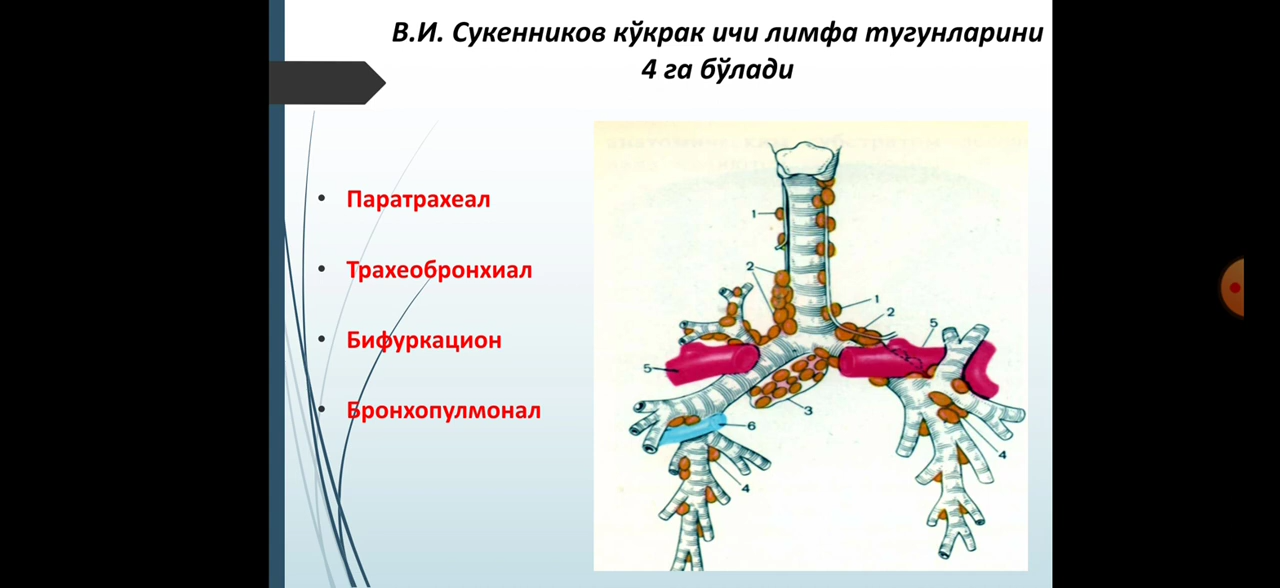 В.И. Сукенников кўкрак ичи лимфа тугунларини
4 га бўлади
• Паратрахеал
• Трахеобронхиал
• Бифуркацион
• Бронхопулмонал
1
2
1
2
5
5
3
6
4
4